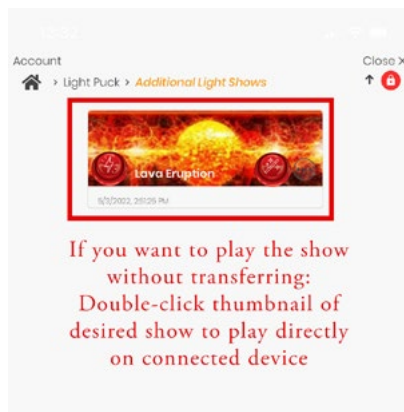 Account Close X
> Light Puck > Additional Light Shows
Lava Eruption
If you want to play the show
without transferring:
Double-click thumbnail of
desired show to play directly
on connected device